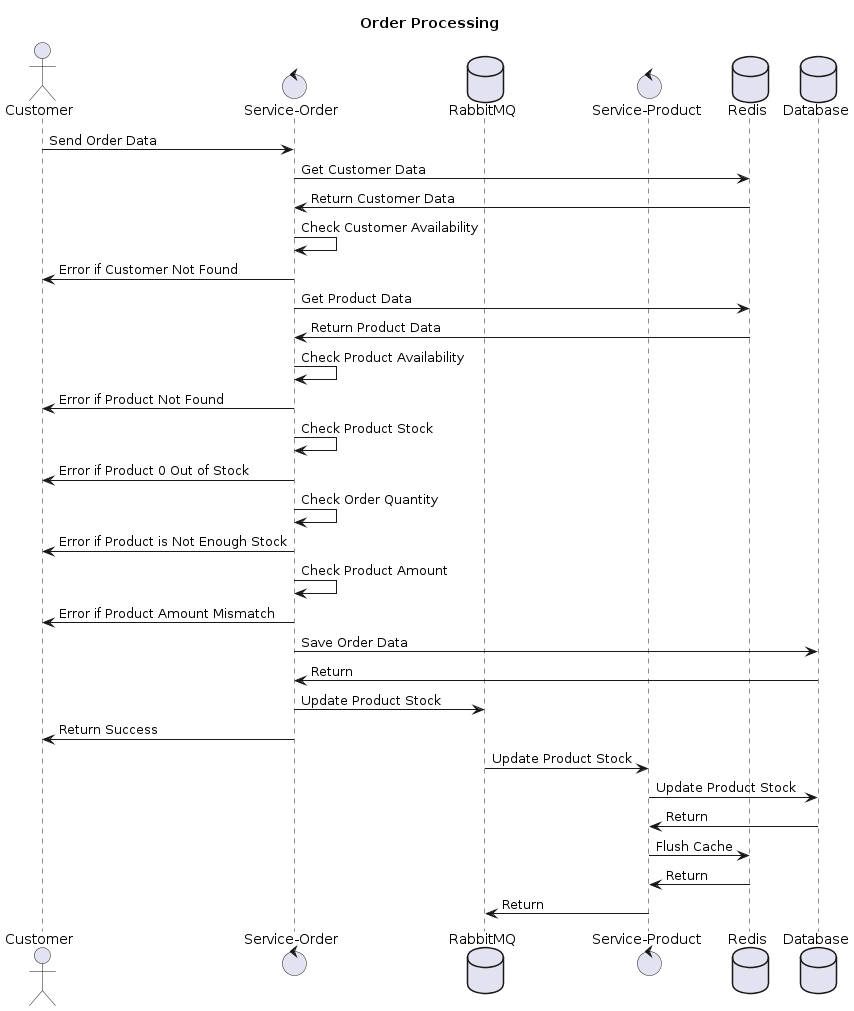 Order Processing
Customer
Service-Order
RabbitMQ
Service-Product
Redis
Database
Send Order Data
Get Customer Data
Return Customer Data
Check Customer Availability
Error if Customer Not Found
Get Product Data
Return Product Data
Check Product Availability
Error if Product Not Found
Check Product Stock
Error if Product 0 Out of Stock
Check Order Quantity
Error if Product is Not Enough Stock
Check Product Amount
Error if Product Amount Mismatch
Save Order Data
Return
Update Product Stock
Return Success
Update Product Stock
Update Product Stock
Return
Flush Cache
Return
Return
Customer
Service-Order
RabbitMQ
Service-Product
Redis
Database